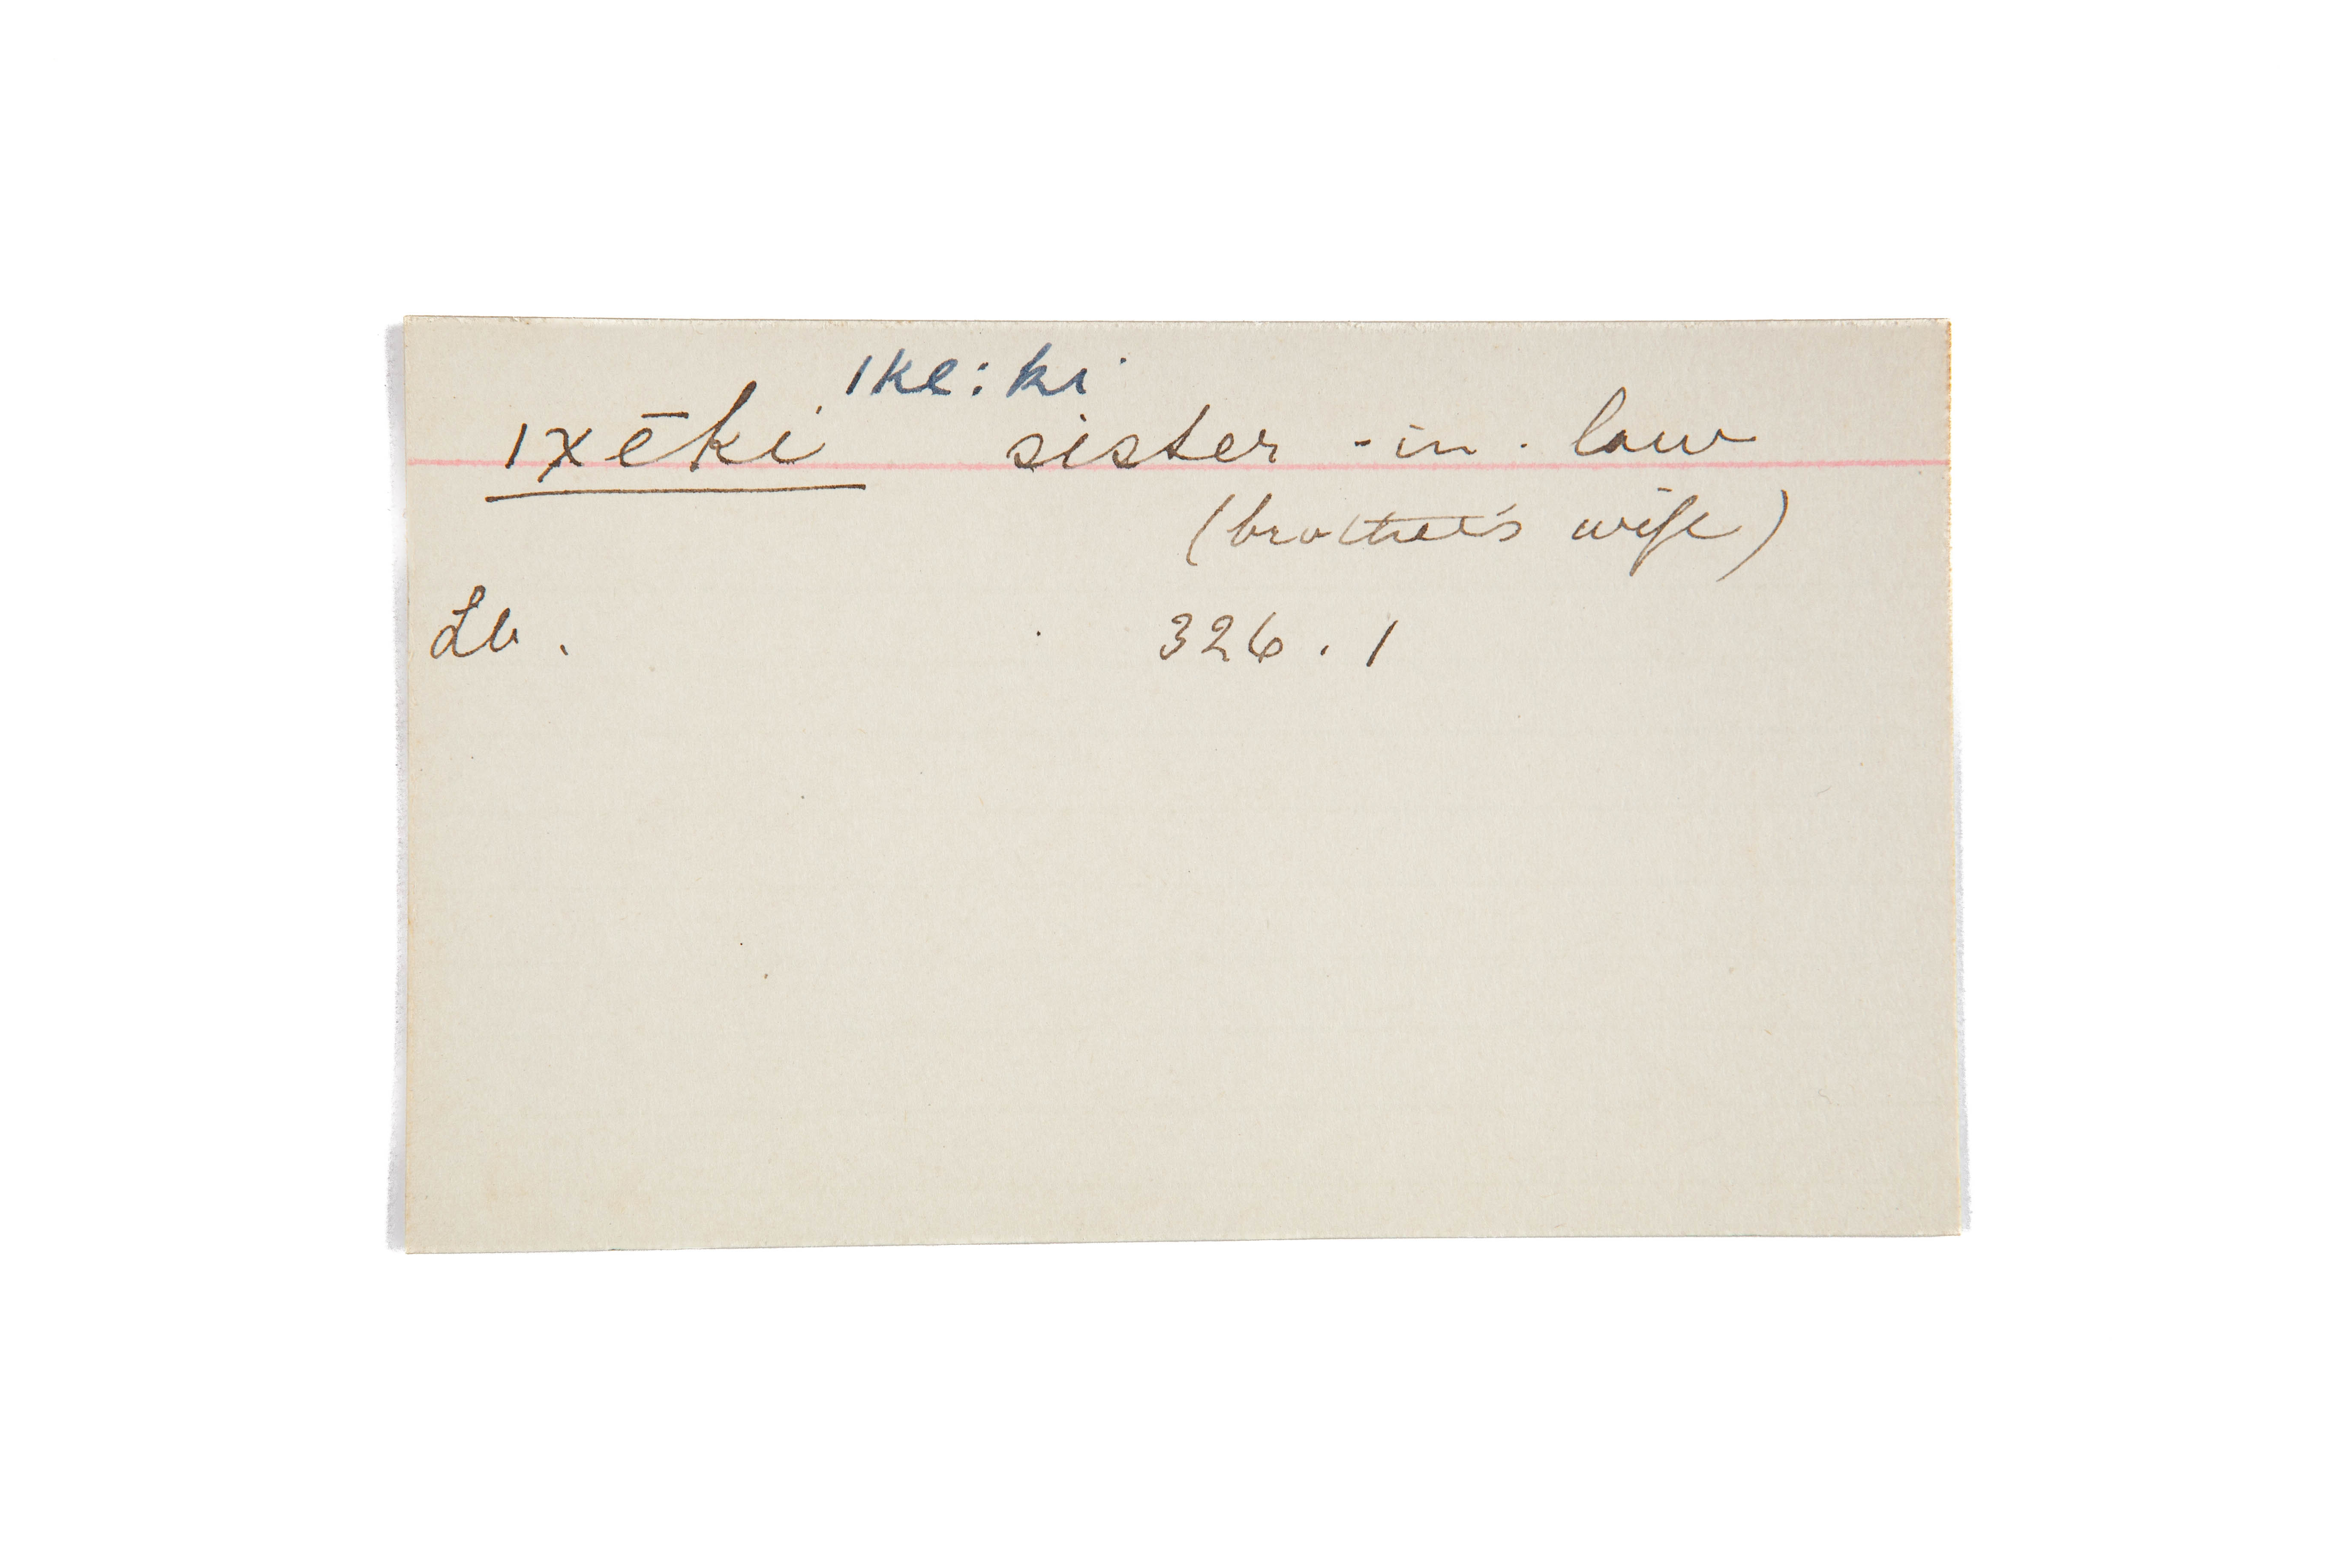 ike:ki
ixēki sister-in-law
(brother's wife)
Lb. 326.1